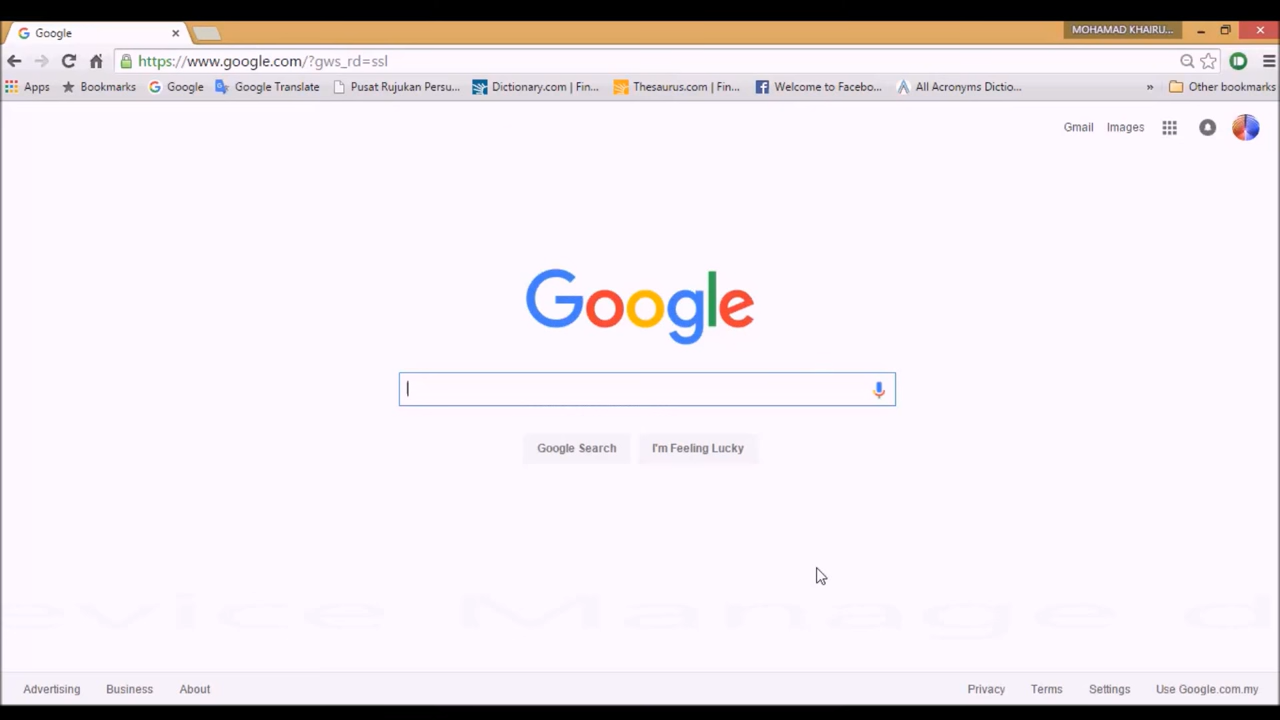 Google
MOHAMAD KHAIRU...
https://www.google.com/?gws_rd=ssl
Apps Bookmarks Google Google Translate Pusat Rujukan Persu... Dictionary.com | Fin... Thesaurus.com | Fin... Welcome to Facebo... All Acronyms Dictio... » Other bookmarks
Gmail Images
Google
Google Search I'm Feeling Lucky
evice Manage d
Advertising Business About Privacy Terms Settings Use Google.com.my